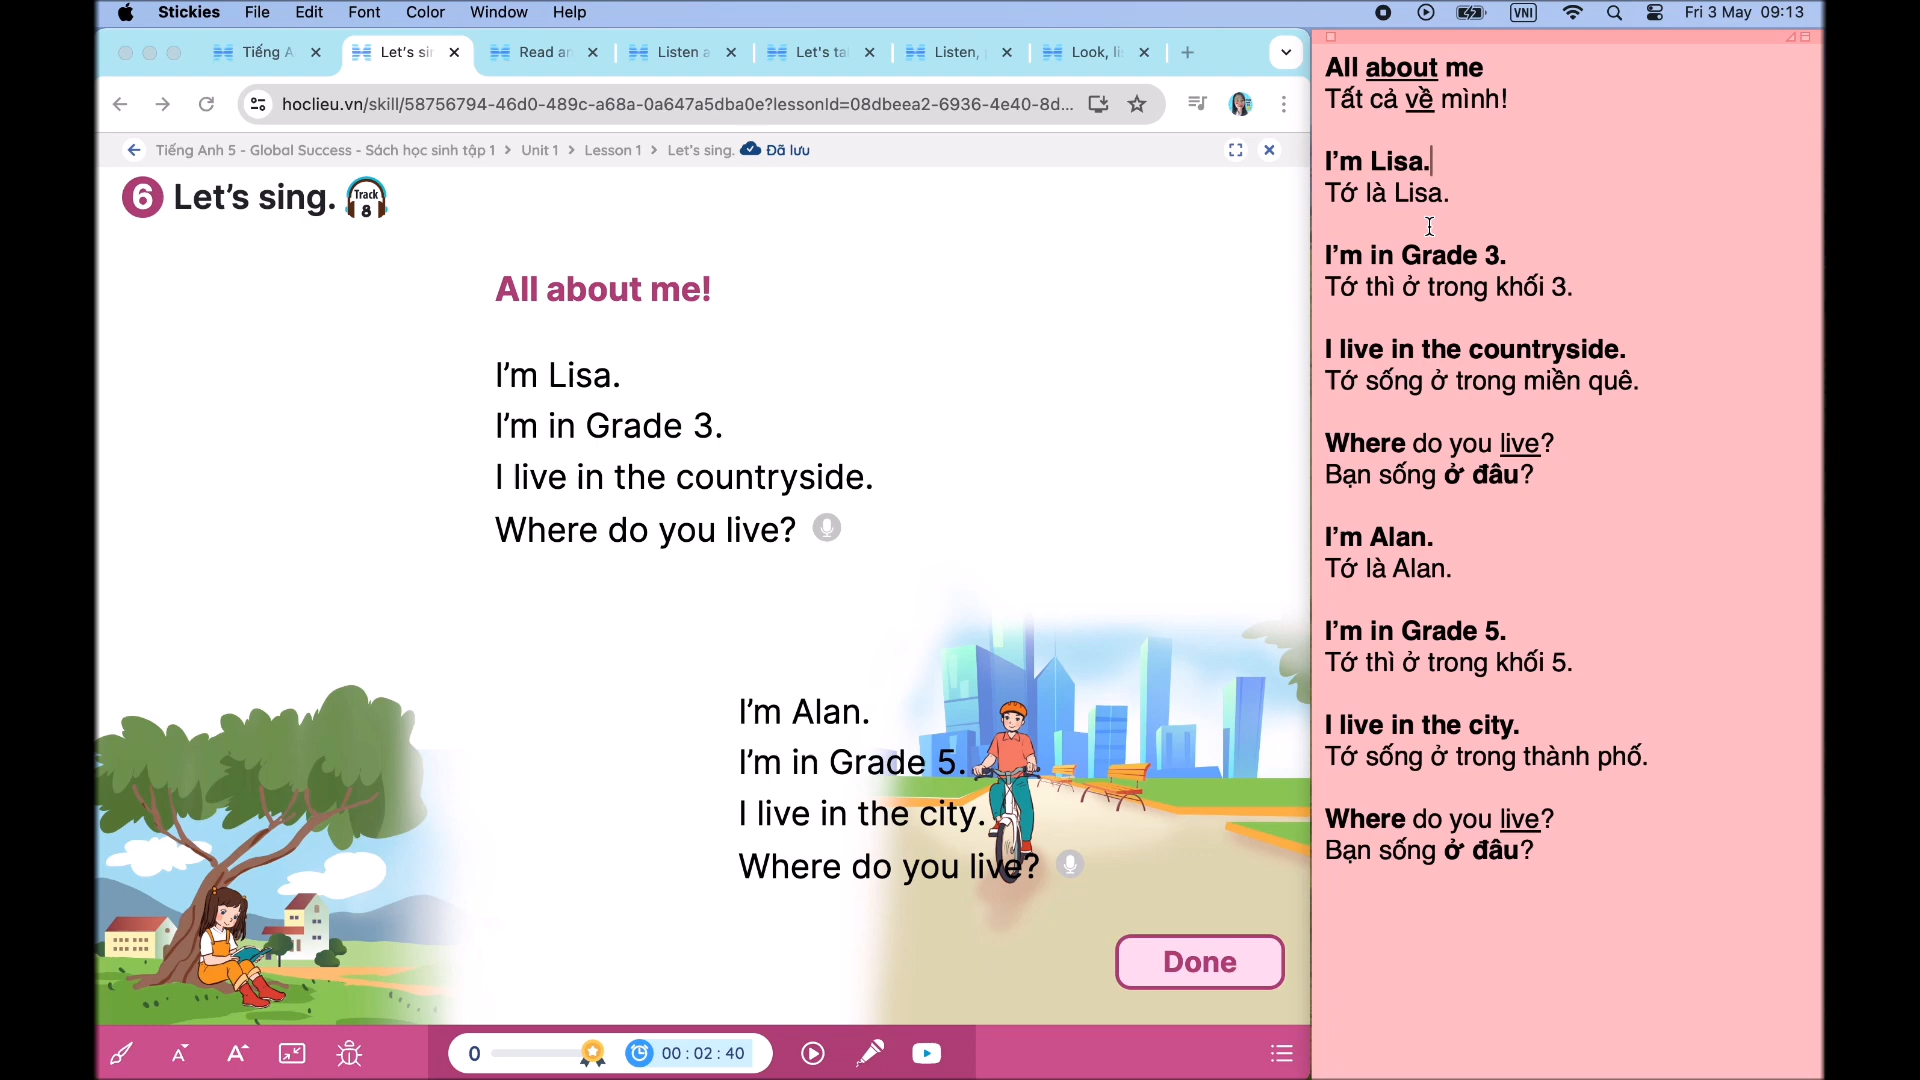 Stickies File Edit Font Color Window Help VNI Fri 3 May 09:13
Tiếng A Let's sin Read an Listen a Let's tal Listen, Look, li
hoclieu.vn/skill/58756794-46d0-489c-a68a-0a647a5dba0e?lessonId=08dbeea2-6936-4e40-8d...
Tiếng Anh 5 - Global Success - Sách học sinh tập 1 > Unit 1 > Lesson 1 > Let's sing. Đã lưu
6 Let's sing. Track 8
All about me!
I'm Lisa.
I'm in Grade 3.
I live in the countryside.
Where do you live?
I'm Alan.
I'm in Grade 5.
I live in the city.
Where do you live?
Done
0 00 : 02 : 40
All about me
Tất cả về mình!
I'm Lisa.
Tớ là Lisa.
I'm in Grade 3.
Tớ thì ở trong khối 3.
I live in the countryside.
Tớ sống ở trong miền quê.
Where do you live?
Bạn sống ở đâu?
I'm Alan.
Tớ là Alan.
I'm in Grade 5.
Tớ thì ở trong khối 5.
I live in the city.
Tớ sống ở trong thành phố.
Where do you live?
Bạn sống ở đâu?